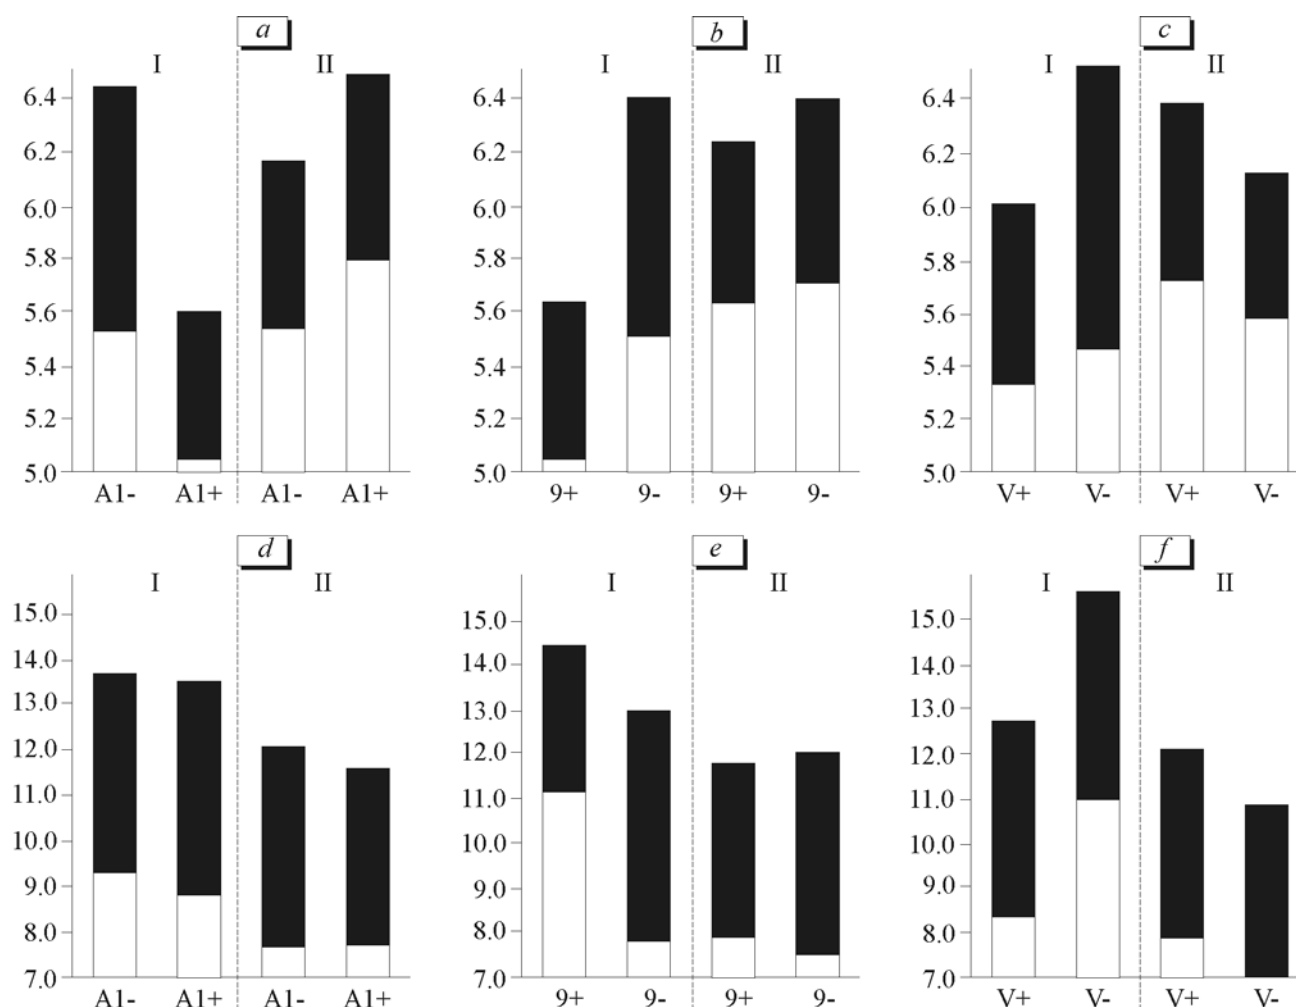 a b c
I II I II I II
6.4 6.4 6.4
6.2 6.2 6.2
6.0 6.0 6.0
5.8 5.8 5.8
5.6 5.6 5.6
5.4 5.4 5.4
5.2 5.2 5.2
5.0 5.0 5.0
A1- A1+ A1- A1+ 9+ 9- 9+ 9- V+ V- V+ V-
d e f
I II I II I II
15.0 15.0 15.0
14.0 14.0 14.0
13.0 13.0 13.0
12.0 12.0 12.0
11.0 11.0 11.0
10.0 10.0 10.0
9.0 9.0 9.0
8.0 8.0 8.0
7.0 7.0 7.0
A1- A1+ A1- A1+ 9+ 9- 9+ 9- V+ V- V+ V-